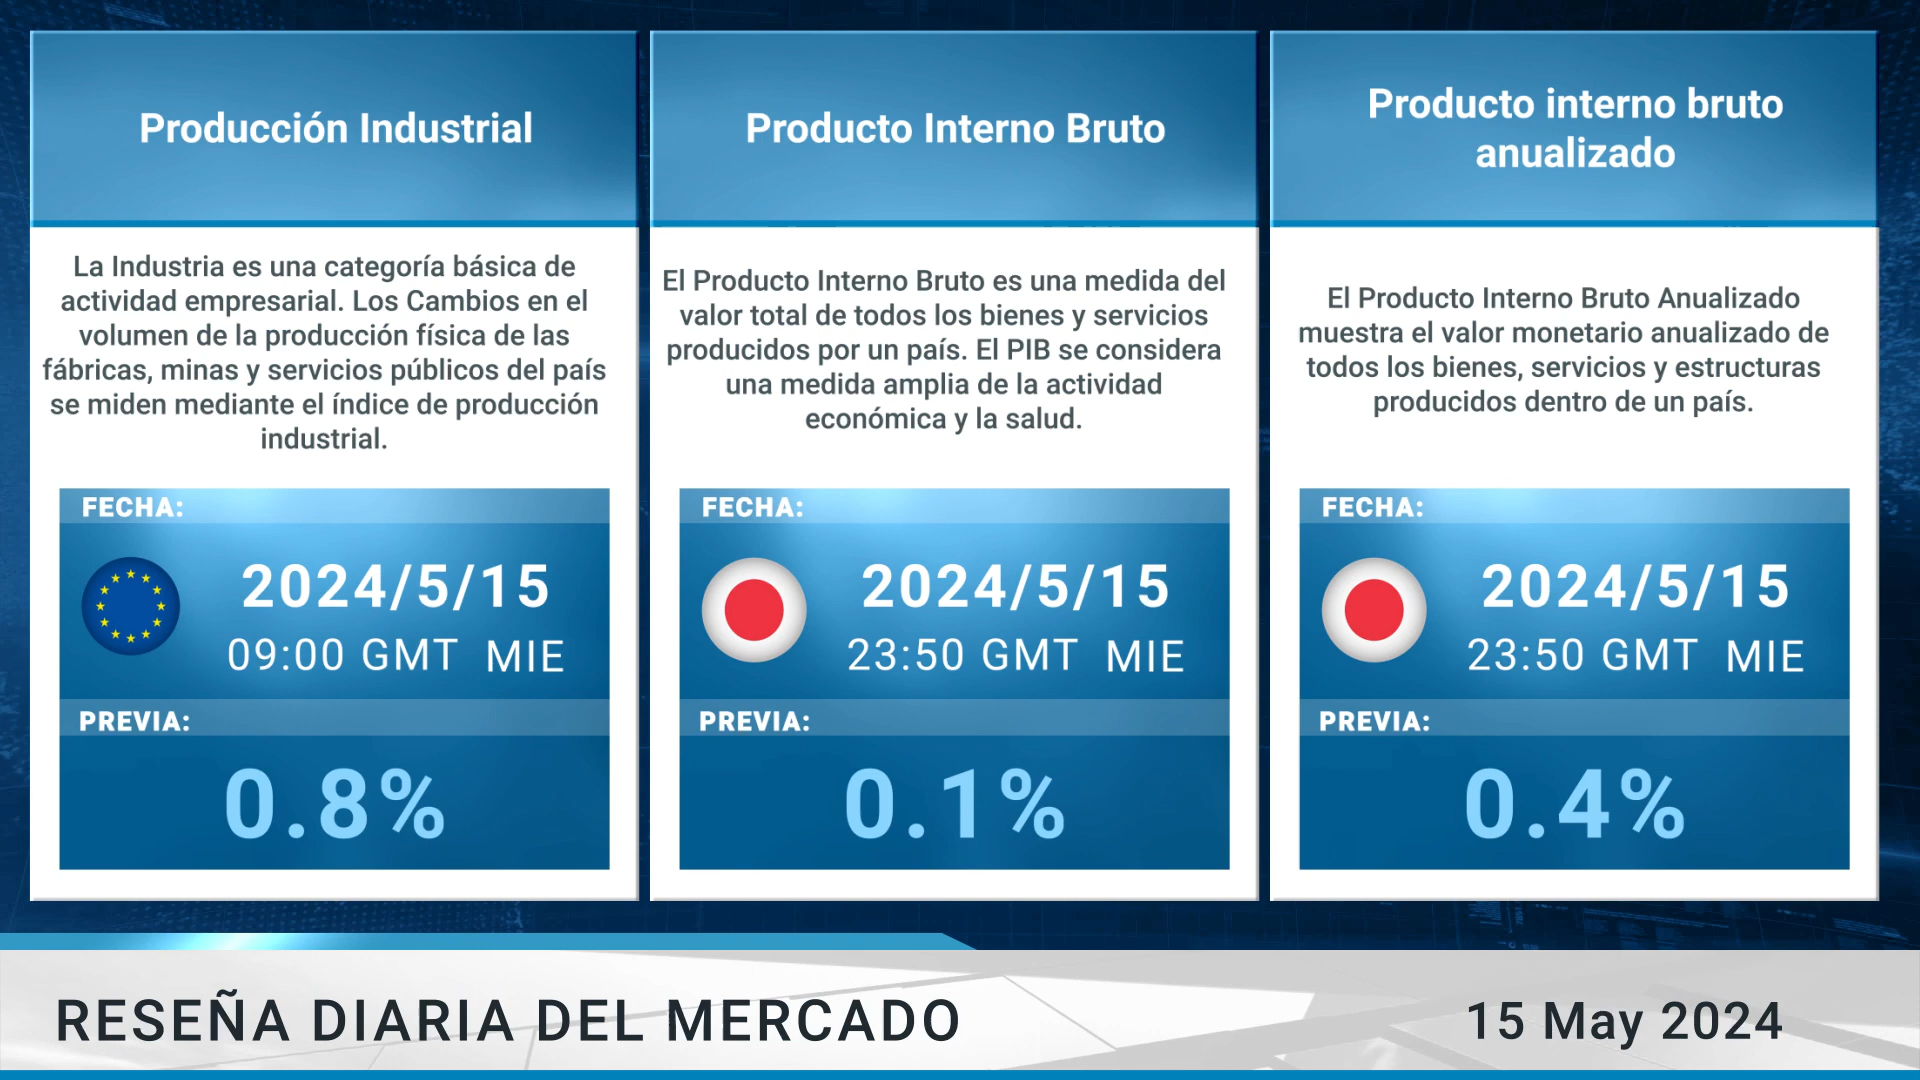 Producción Industrial
La Industria es una categoría básica de
actividad empresarial. Los Cambios en el
volumen de la producción física de las
fábricas, minas y servicios públicos del país
se miden mediante el índice de producción
industrial.
FECHA:
2024/5/15
09:00 GMT MIE
PREVIA:
0.8%
Producto Interno Bruto
El Producto Interno Bruto es una medida del
valor total de todos los bienes y servicios
producidos por un país. El PIB se considera
una medida amplia de la actividad
económica y la salud.
FECHA:
2024/5/15
23:50 GMT MIE
PREVIA:
0.1%
Producto interno bruto
anualizado
El Producto Interno Bruto Anualizado
muestra el valor monetario anualizado de
todos los bienes, servicios y estructuras
producidos dentro de un país.
FECHA:
2024/5/15
23:50 GMT MIE
PREVIA:
0.4%
RESEÑA DIARIA DEL MERCADO
15 May 2024